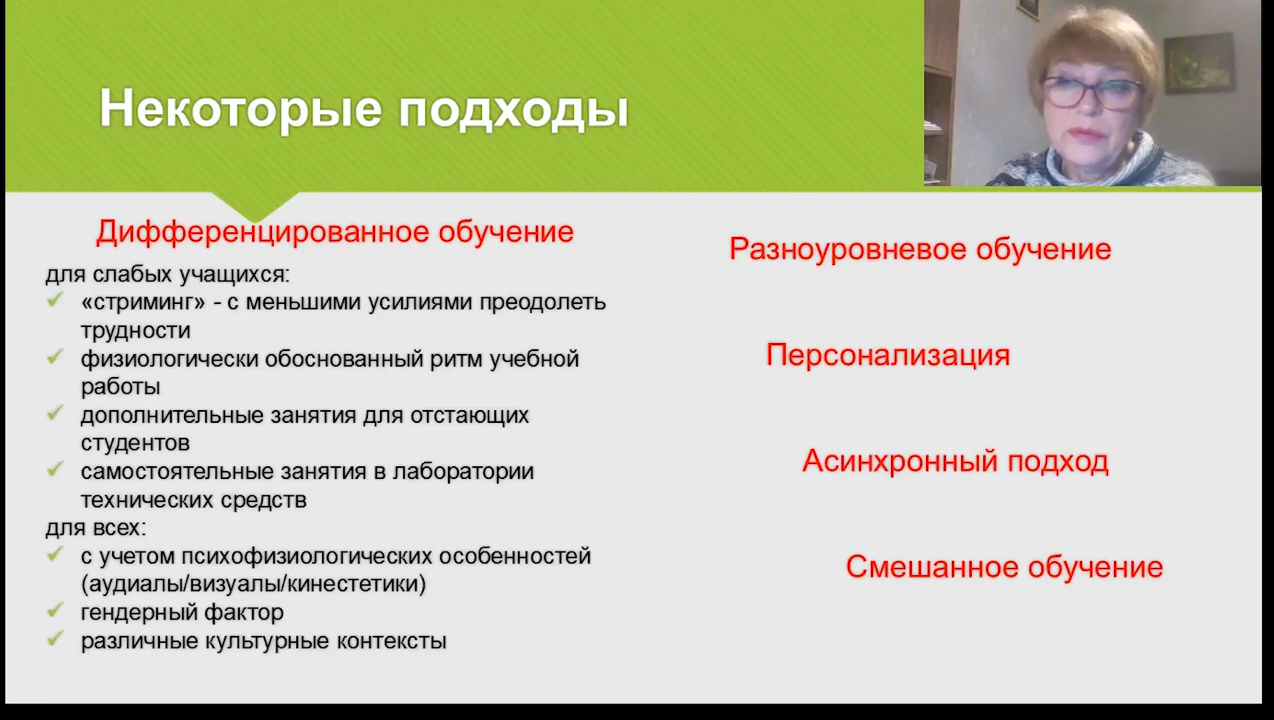 Некоторые подходы
Дифференцированное обучение
для слабых учащихся:
«стриминг» - с меньшими усилиями преодолеть
трудности
физиологически обоснованный ритм учебной
работы
дополнительные занятия для отстающих
студентов
самостоятельные занятия в лаборатории
технических средств
для всех:
с учетом психофизиологических особенностей
(аудиалы/визуалы/кинестетики)
гендерный фактор
различные культурные контексты
Разноуровневое обучение
Персонализация
Асинхронный подход
Смешанное обучение